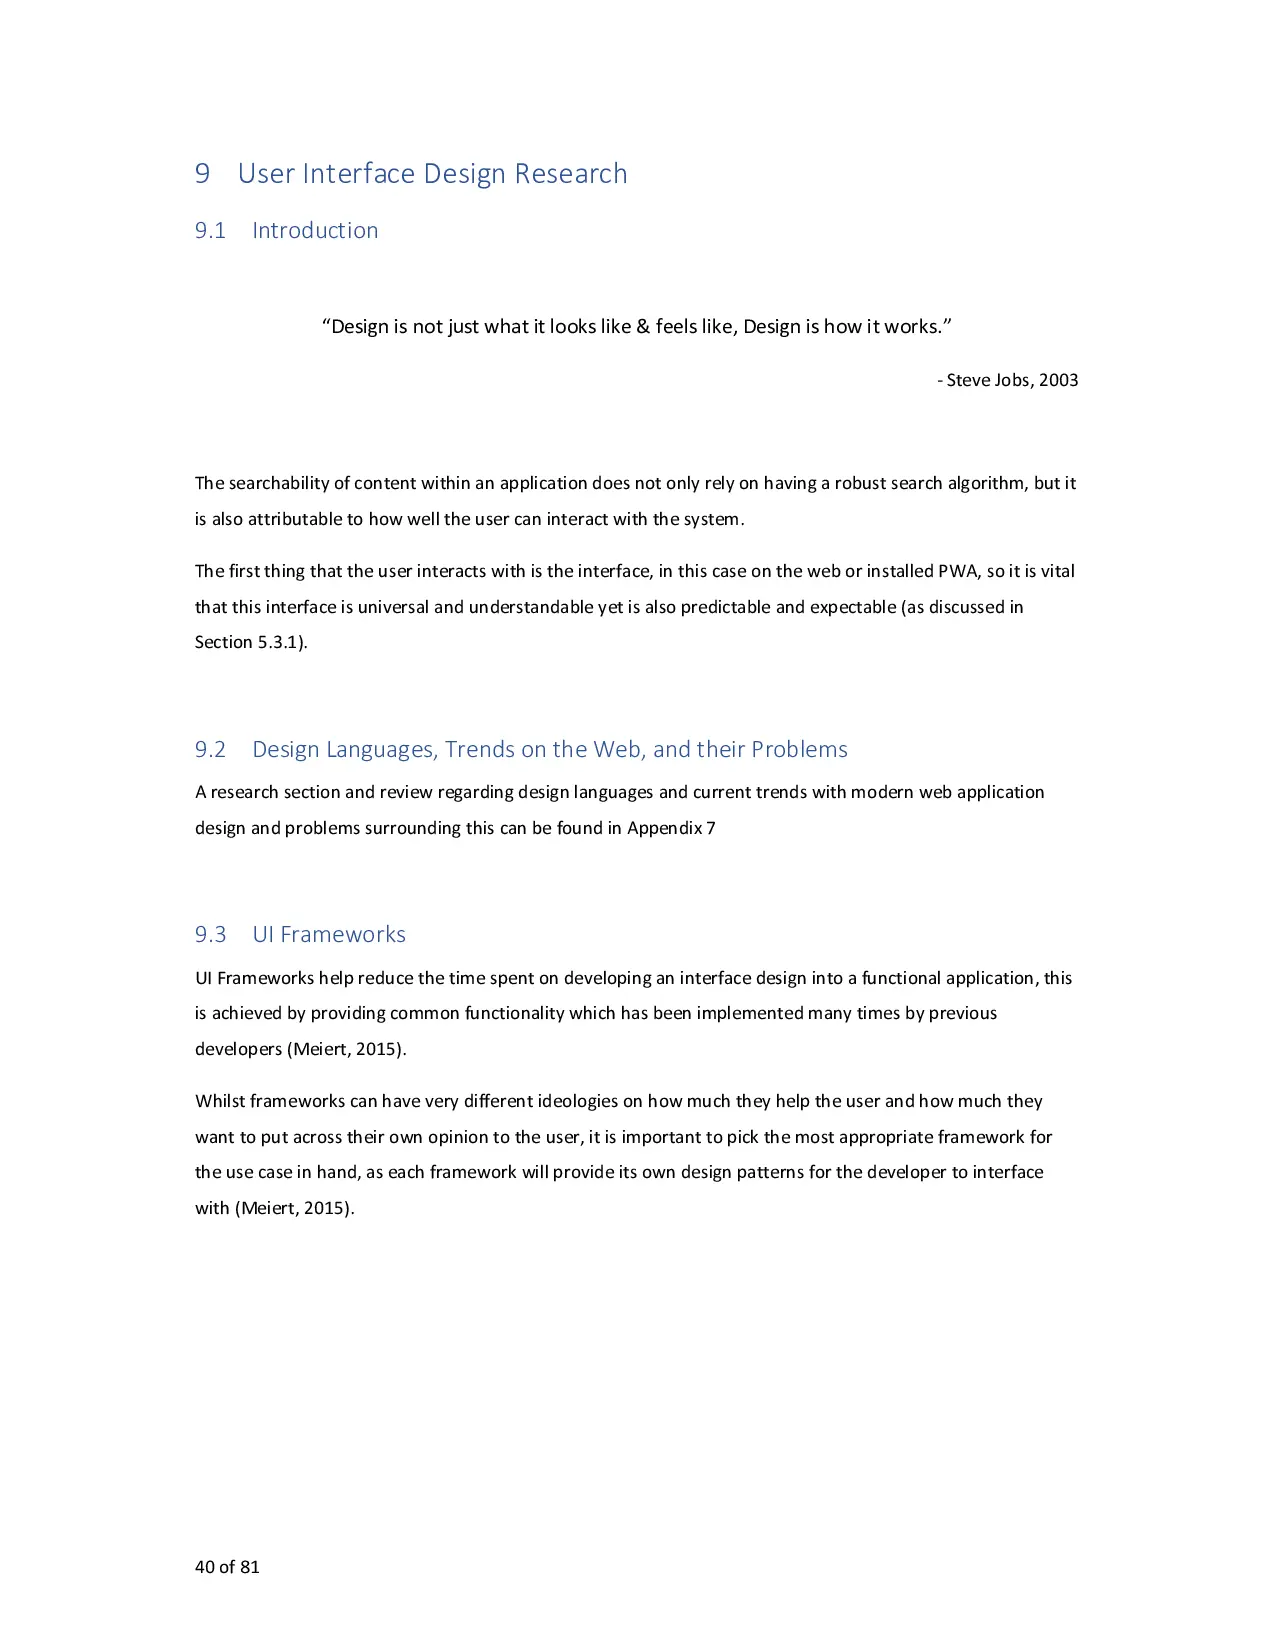 9 User Interface Design Research
9.1 Introduction
“Design is not just what it looks like & feels like, Design is how it works.”
- Steve Jobs, 2003
The searchability of content within an application does not only rely on having a robust search algorithm, but it
is also attributable to how well the user can interact with the system.
The first thing that the user interacts with is the interface, in this case on the web or installed PWA, so it is vital
that this interface is universal and understandable yet is also predictable and expectable (as discussed in
Section 5.3.1).
9.2 Design Languages, Trends on the Web, and their Problems
A research section and review regarding design languages and current trends with modern web application
design and problems surrounding this can be found in Appendix 7
9.3 UI Frameworks
UI Frameworks help reduce the time spent on developing an interface design into a functional application, this
is achieved by providing common functionality which has been implemented many times by previous
developers (Meiert, 2015).
Whilst frameworks can have very different ideologies on how much they help the user and how much they
want to put across their own opinion to the user, it is important to pick the most appropriate framework for
the use case in hand, as each framework will provide its own design patterns for the developer to interface
with (Meiert, 2015).
40 of 81